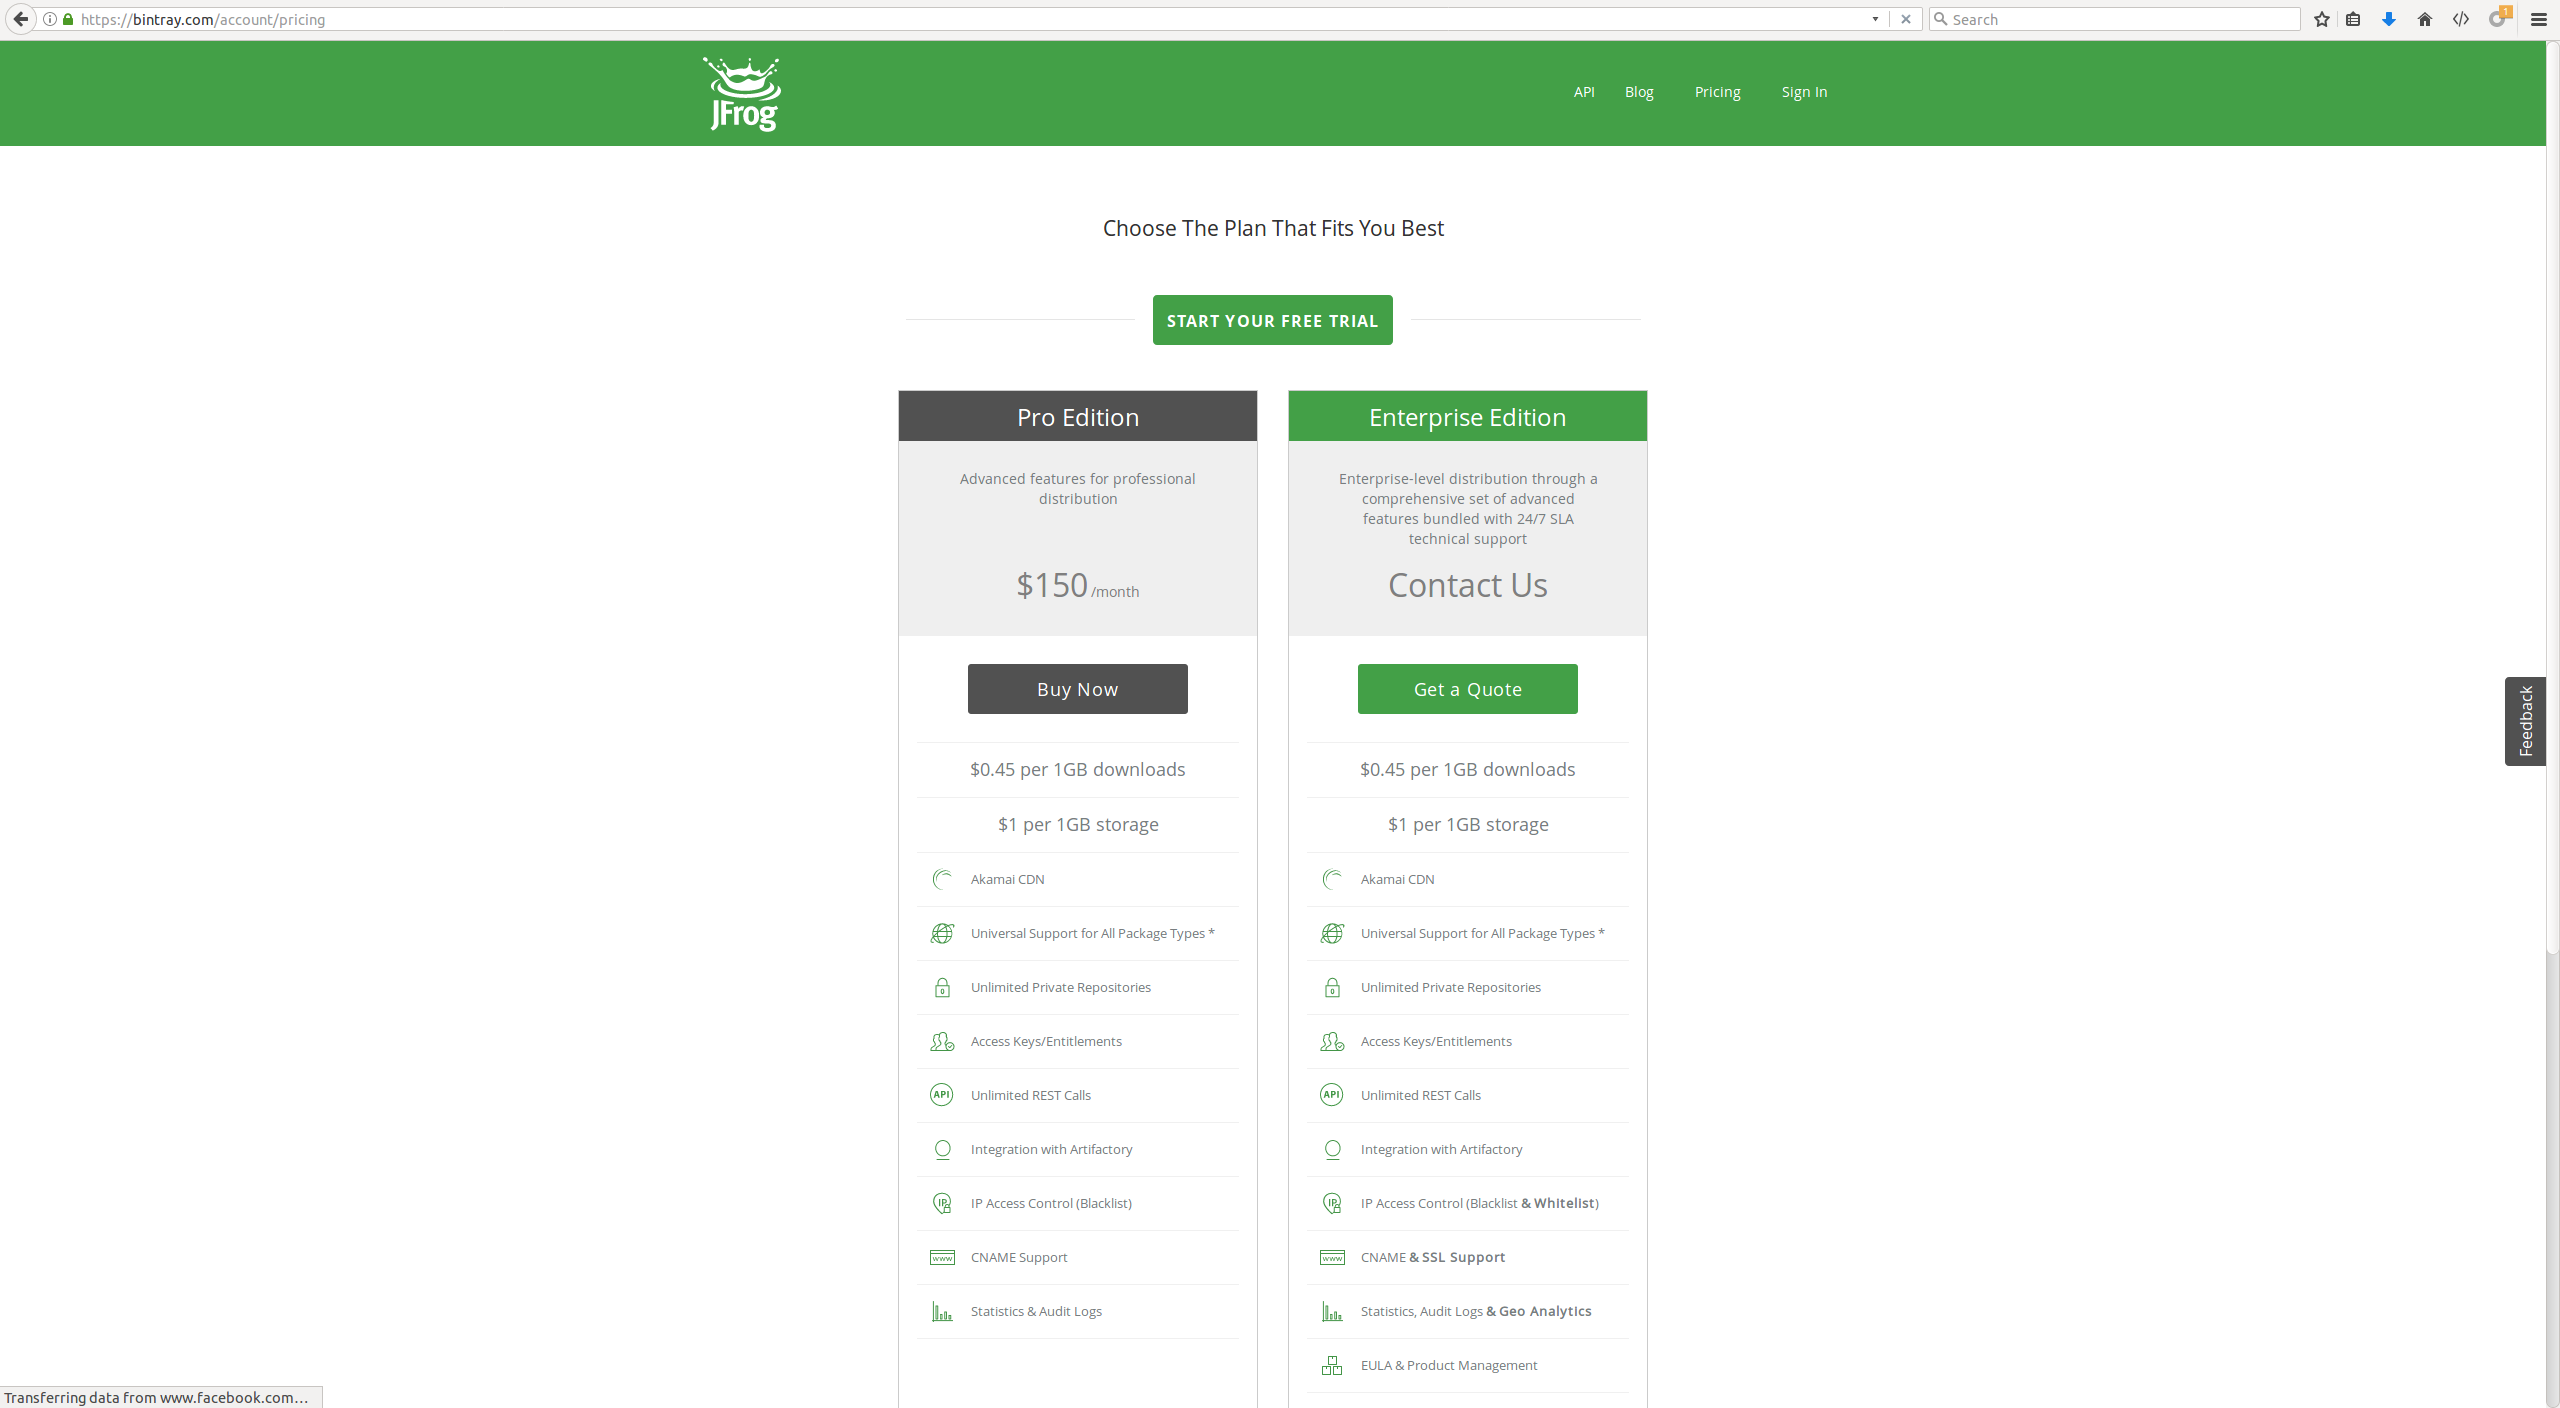 https://bintray.com/account/pricing
Search
1
JFrog
API Blog Pricing Sign In
Choose The Plan That Fits You Best
START YOUR FREE TRIAL
Pro Edition
Advanced features for professional
distribution
$150 /month
Buy Now
$0.45 per 1GB downloads
$1 per 1GB storage
Akamai CDN
Universal Support for All Package Types *
Unlimited Private Repositories
Access Keys/Entitlements
API Unlimited REST Calls
Integration with Artifactory
IP IP Access Control (Blacklist)
www CNAME Support
Statistics & Audit Logs
Enterprise Edition
Enterprise-level distribution through a
comprehensive set of advanced
features bundled with 24/7 SLA
technical support
Contact Us
Get a Quote
$0.45 per 1GB downloads
$1 per 1GB storage
Akamai CDN
Universal Support for All Package Types *
Unlimited Private Repositories
Access Keys/Entitlements
API Unlimited REST Calls
Integration with Artifactory
IP IP Access Control (Blacklist & Whitelist)
www CNAME & SSL Support
Statistics, Audit Logs & Geo Analytics
EULA & Product Management
Feedback
Transferring data from www.facebook.com…